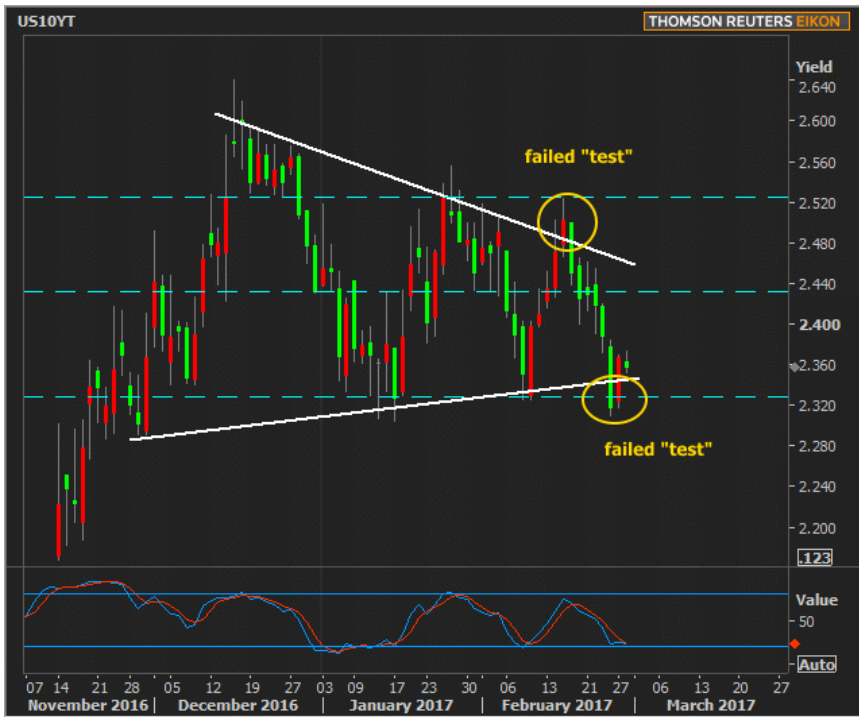 US10YT
THOMSON REUTERS EIKON
Yield
2.640
2.600
failed "test"
2.560
2.520
2.480
2.440
2.400
2.360
2.320
2.280
failed "test"
2.240
2.200
.123
Value
50
Auto
07 14 21 28 05 12 19 27 03 09 17 23 30 06 13 21 27 06 13 20 27
November 2016 December 2016 January 2017 February 2017 March 2017